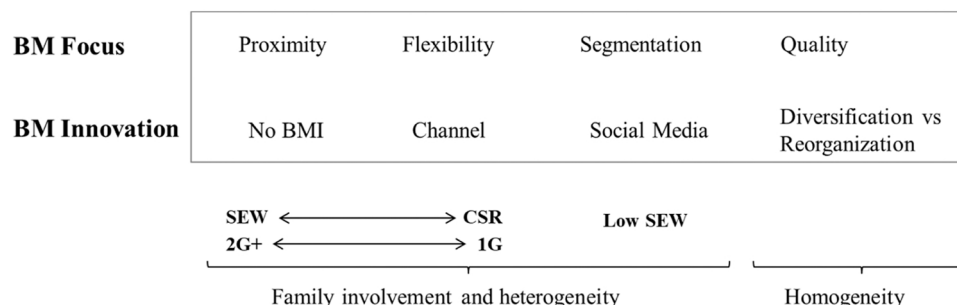 BM Focus Proximity Flexibility Segmentation Quality
BM Innovation No BMI Channel Social Media Diversification vs
Reorganization
SEW CSR Low SEW
2G+ 1G
Family involvement and heterogeneity Homogeneity